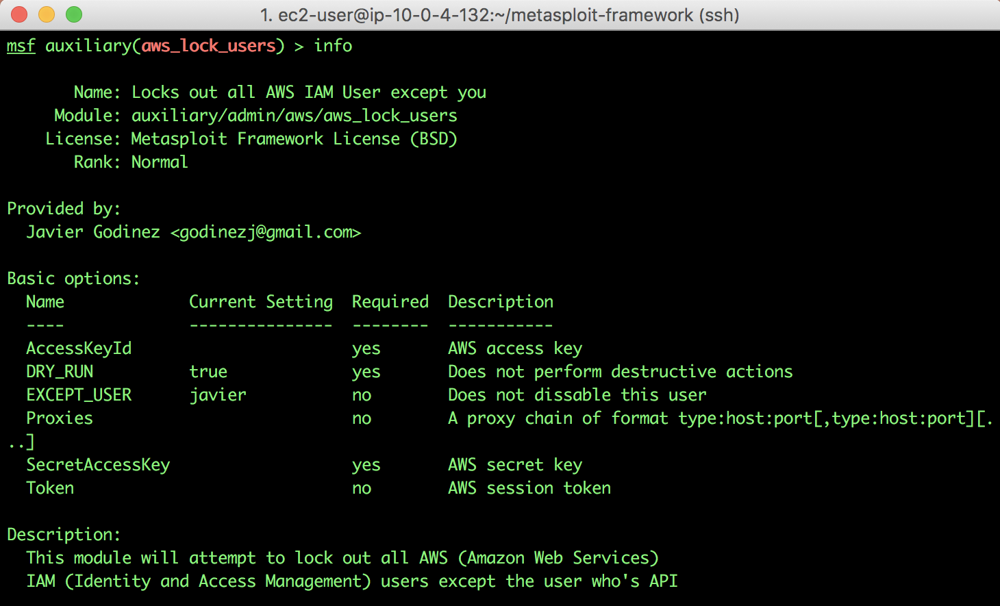 1. ec2-user@ip-10-0-4-132:~/metasploit-framework (ssh)
msf auxiliary(aws_lock_users) > info
Name: Locks out all AWS IAM User except you
Module: auxiliary/admin/aws/aws_lock_users
License: Metasploit Framework License (BSD)
Rank: Normal
Provided by:
Javier Godinez <godinezj@gmail.com>
Basic options:
Name Current Setting Required Description
---- --------------- -------- -----------
AccessKeyId yes AWS access key
DRY_RUN true yes Does not perform destructive actions
EXCEPT_USER javier no Does not dissable this user
Proxies no A proxy chain of format type:host:port[,type:host:port][.
..]
SecretAccessKey yes AWS secret key
Token no AWS session token
Description:
This module will attempt to lock out all AWS (Amazon Web Services)
IAM (Identity and Access Management) users except the user who's API